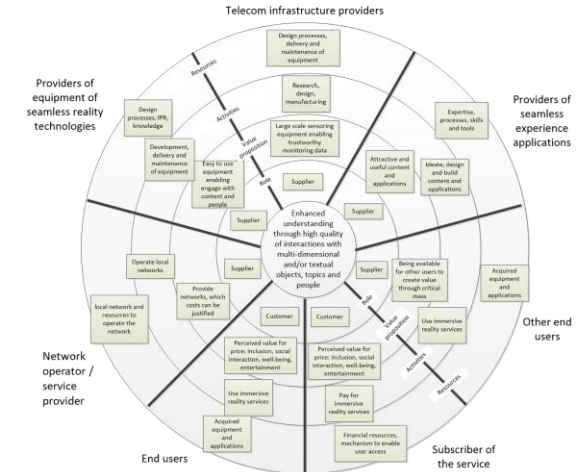 Telecom infrastructure providers
Design processes,
delivery and
maintenance of
equipment
Resources
Research,
design,
manufacturing
Activities
Large scale sensoring
equipment enabling
trustworthy
monitoring data
Value
proposition
Supplier
Role
Providers of
equipment of
seamless reality
technologies
Design
processes, IPR,
knowledge
Development,
delivery and
maintenance
of equipment
Easy to use
equipment
enabling
engage with
content and
people
Supplier
Providers of
seamless
experience
applications
Expertise,
processes, skills
and tools
Ideate, design
and build
content and
applications
Attractive and
useful content
and
applications
Supplier
Enhanced
understanding
through high quality
of interactions with
multi-dimensional
and/or textual
objects, topics and
people
Operate local
networks
Supplier
Provide
networks, which
costs can be
justified
local network and
resources to
operate the
network
Network
operator /
service
provider
Supplier
Being available
for other users to
create value
through critical
mass
Acquired
equipment
and
applications
Use immersive
reality services
Other end
users
Role
Value
proposition
Activities
Resources
Customer
Perceived value for
price: inclusion, social
interaction, well-being,
entertainment
Use immersive
reality services
Acquired
equipment
and
applications
End users
Customer
Perceived value for
price: inclusion, social
interaction, well-being,
entertainment
Pay for
immersive
reality services
Financial resources,
mechanism to enable
user access
Subscriber of
the service